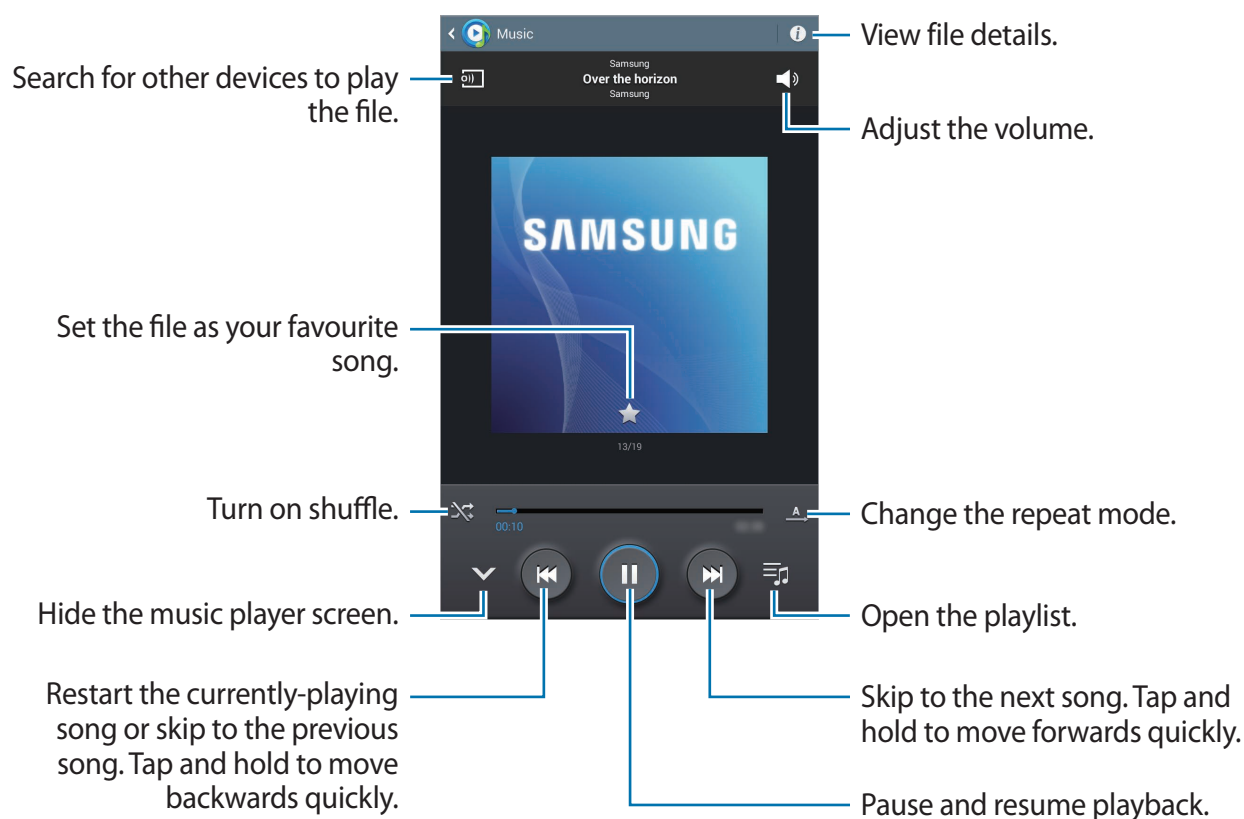 Music
View file details.
Samsung
Over the horizon
Samsung
Search for other devices to play
the file.
Adjust the volume.
SAMSUNG
Set the file as your favourite
song.
13/19
Turn on shuffle.
A
Change the repeat mode.
00:10
Hide the music player screen.
Open the playlist.
Restart the currently-playing
song or skip to the previous
song. Tap and hold to move
backwards quickly.
Skip to the next song. Tap and
hold to move forwards quickly.
Pause and resume playback.